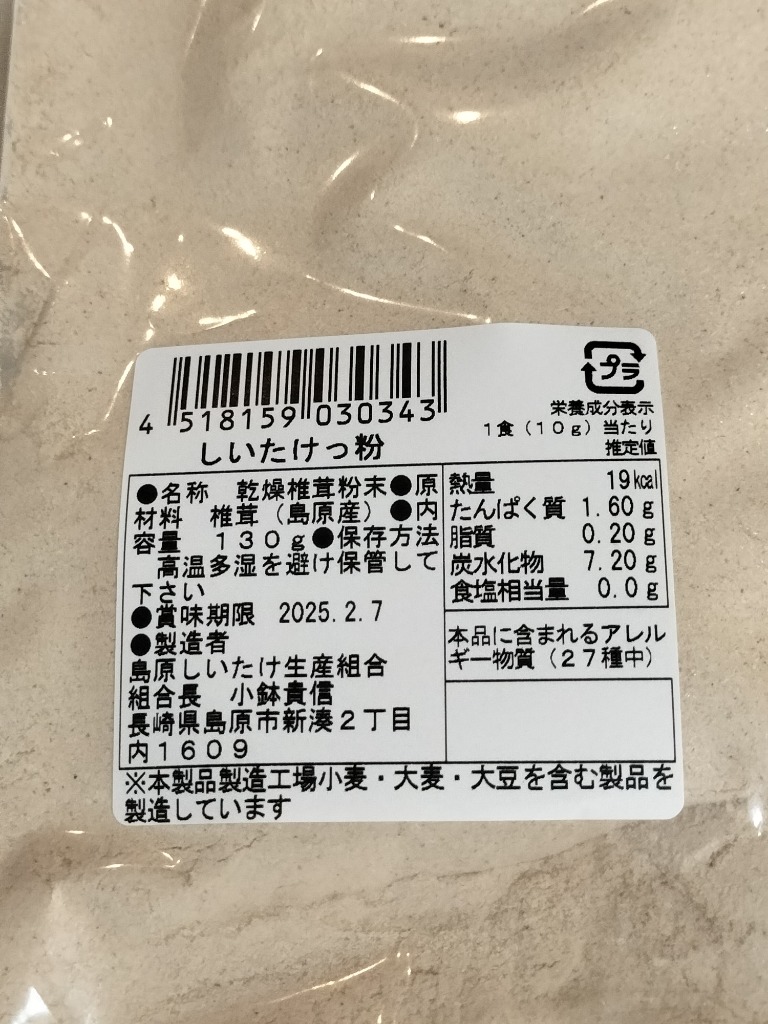 プラ
4 518159 030343
しいたけっ粉
栄養成分表示
1食(10g)当たり
推定値
●名称 乾燥椎茸粉末●原
材料 椎茸(島原産)●内
容量 130g●保存方法
高温多湿を避け保管して
下さい
●賞味期限 2025.2.7
●製造者
島原しいたけ生産組合
組合長 小鉢貴信
長崎県島原市新湊2丁目
内1609
熱量 19kcal
たんぱく質 1.60g
脂質 0.20g
炭水化物 7.20g
食塩相当量 0.0g
本品に含まれるアレル
ギー物質(27種中)
※本製品製造工場小麦・大麦・大豆を含む製品を
製造しています